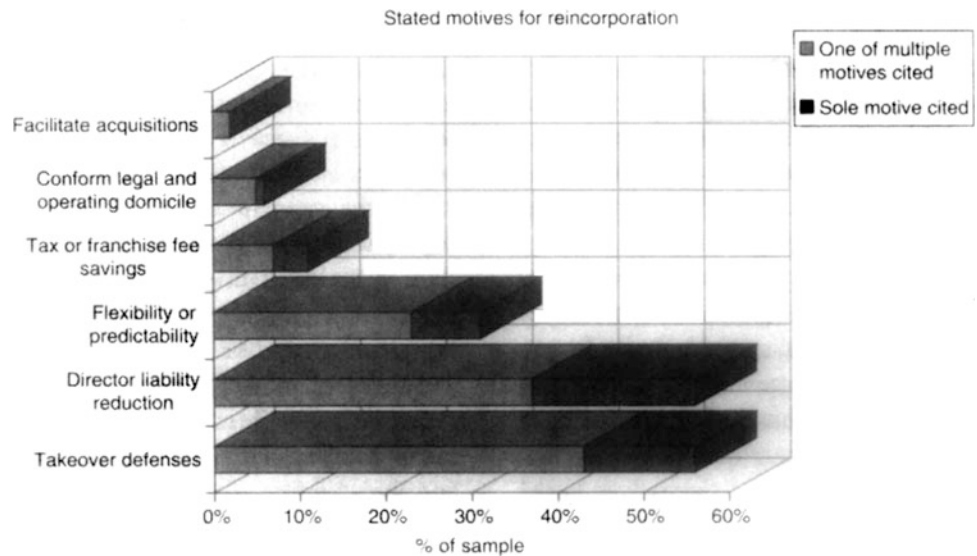 Stated motives for reincorporation
One of multiple
motives cited
Sole motive cited
Facilitate acquisitions
Conform legal and
operating domicile
Tax or franchise fee
savings
Flexibility or
predictability
Director liability
reduction
Takeover defenses
0% 10% 20% 30% 40% 50% 60%
% of sample